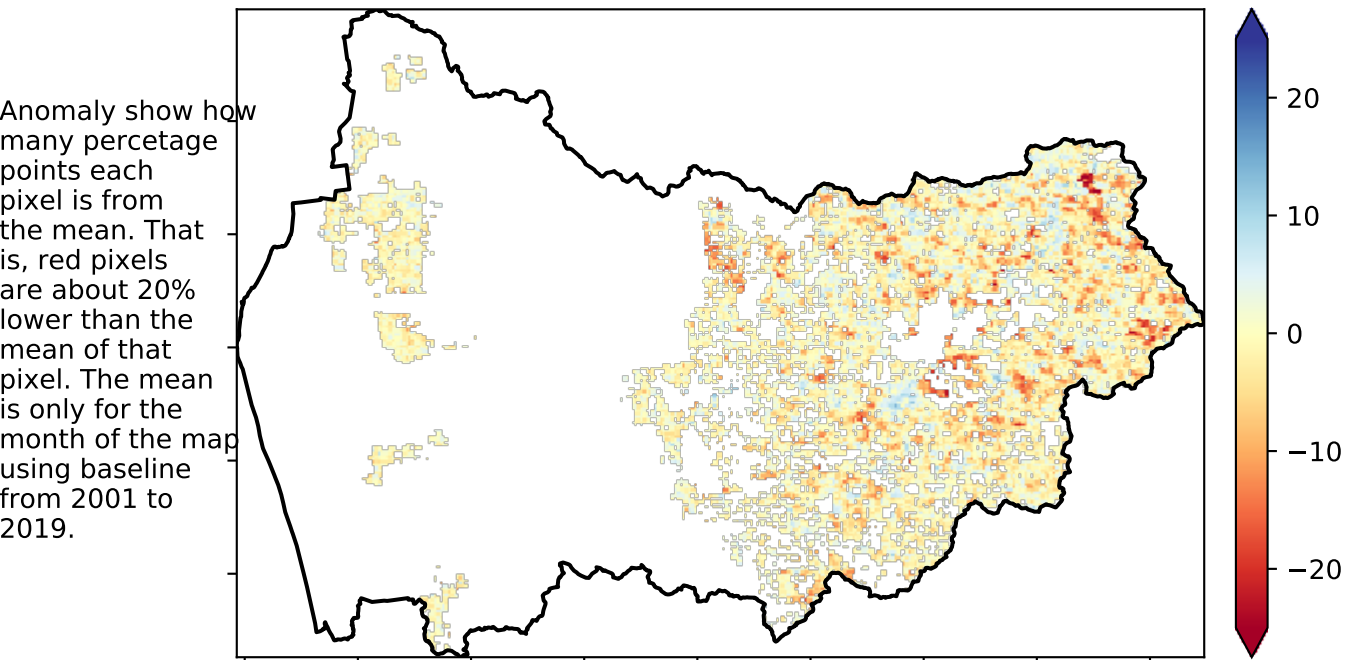 Anomaly show how
many percetage
points each
pixel is from
the mean. That
is, red pixels
are about 20%
lower than the
mean of that
pixel. The mean
is only for the
month of the map
using baseline
from 2001 to
2019.
20
10
0
−10
−20